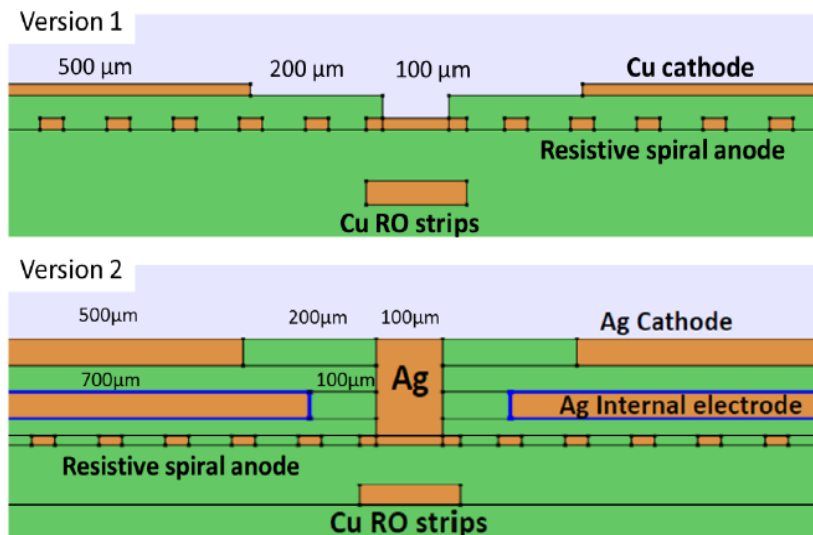 Version 1
500 μm 200 μm 100 μm Cu cathode
Resistive spiral anode
Cu RO strips
Version 2
500μm 200μm 100μm Ag Cathode
700μm 100μm Ag
Ag Internal electrode
Resistive spiral anode
Cu RO strips